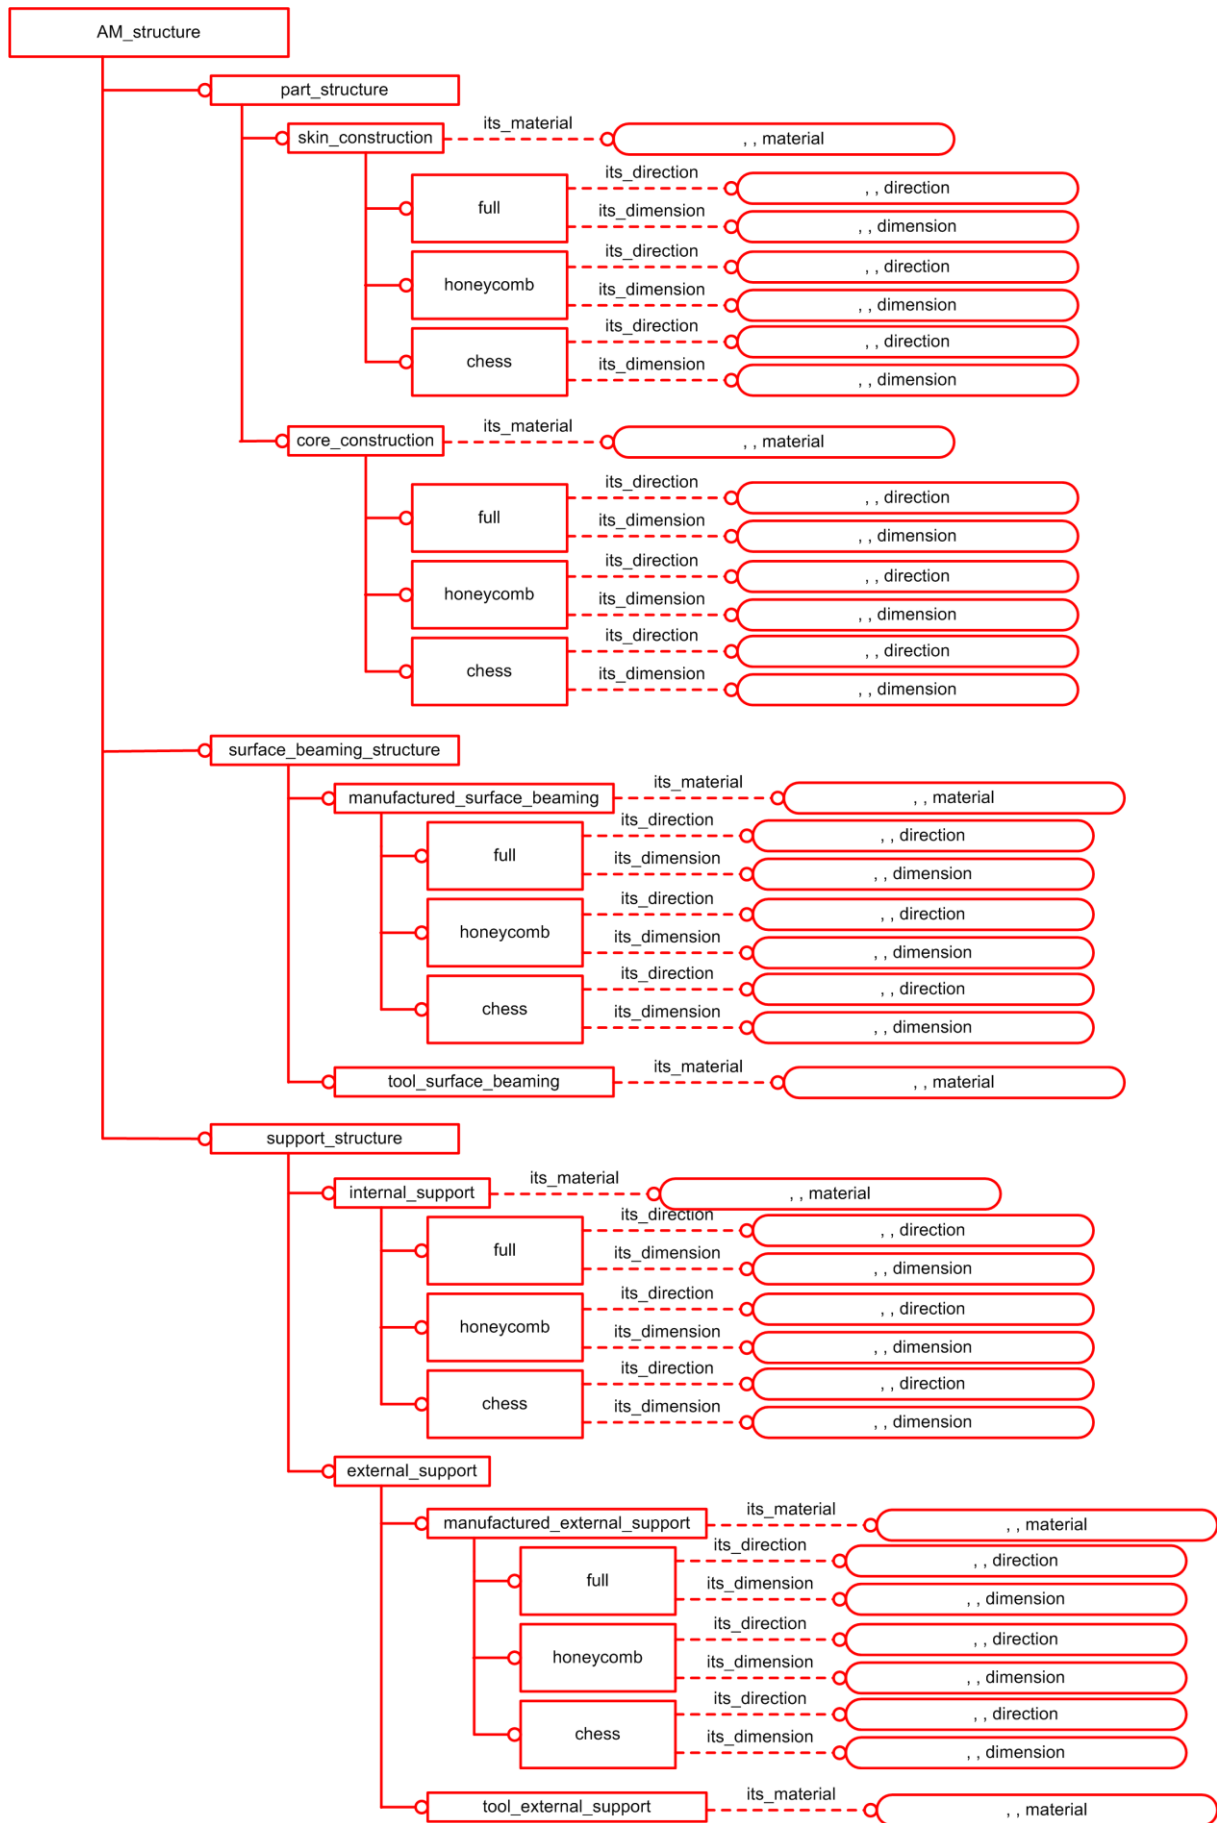 AM_structure
part_structure
skin_construction
its_material
, , material
full
its_direction
, , direction
its_dimension
, , dimension
honeycomb
its_direction
, , direction
its_dimension
, , dimension
chess
its_direction
, , direction
its_dimension
, , dimension
core_construction
its_material
, , material
full
its_direction
, , direction
its_dimension
, , dimension
honeycomb
its_direction
, , direction
its_dimension
, , dimension
chess
its_direction
, , direction
its_dimension
, , dimension
surface_beaming_structure
manufactured_surface_beaming
its_material
, , material
full
its_direction
, , direction
its_dimension
, , dimension
honeycomb
its_direction
, , direction
its_dimension
, , dimension
chess
its_direction
, , direction
its_dimension
, , dimension
tool_surface_beaming
its_material
, , material
support_structure
internal_support
its_material
, , material
full
its_direction
, , direction
its_dimension
, , dimension
honeycomb
its_direction
, , direction
its_dimension
, , dimension
chess
its_direction
, , direction
its_dimension
, , dimension
external_support
manufactured_external_support
its_material
, , material
full
its_direction
, , direction
its_dimension
, , dimension
honeycomb
its_direction
, , direction
its_dimension
, , dimension
chess
its_direction
, , direction
its_dimension
, , dimension
tool_external_support
its_material
, , material